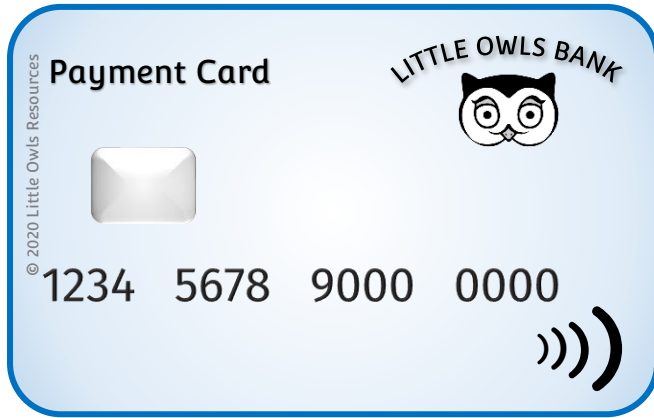 Payment Card
LITTLE OWLS BANK
© 2020 Little Owls Resources
1234 5678 9000 0000